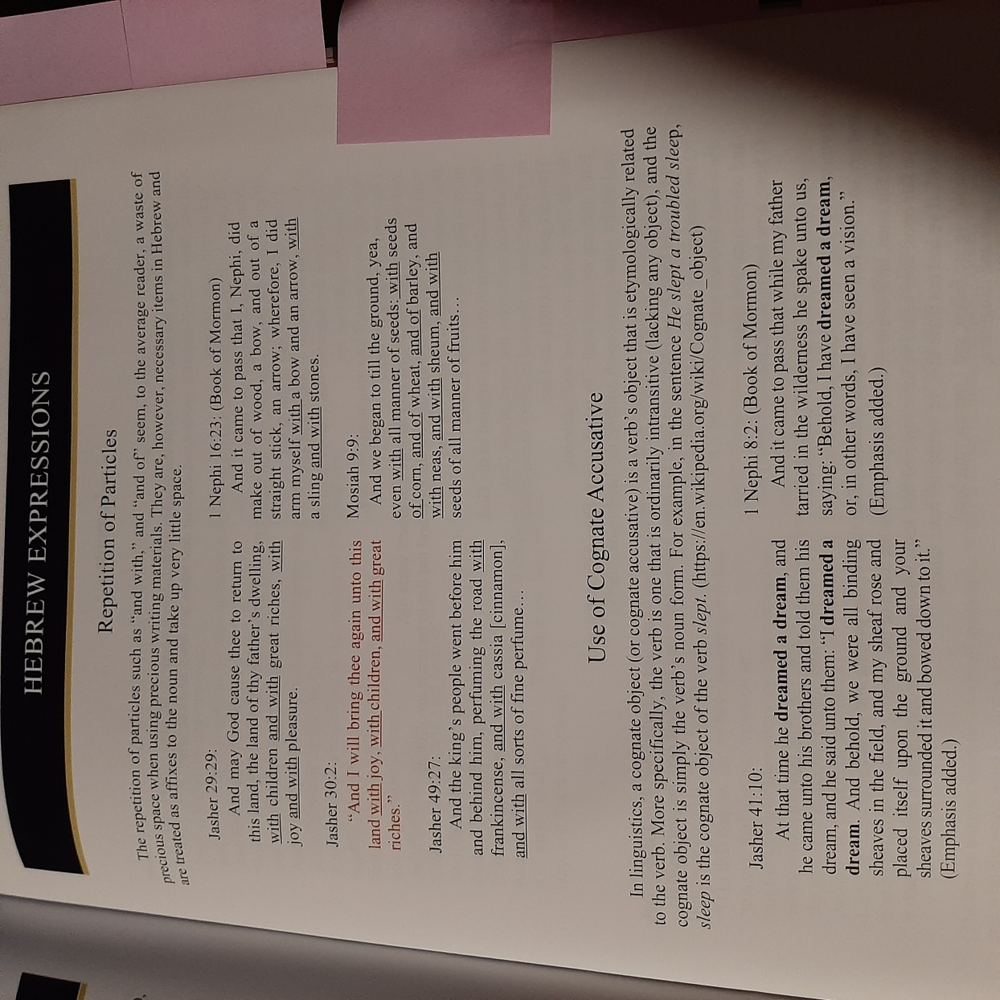 HEBREW EXPRESSIONS
Repetition of Particles
The repetition of particles such as “and with,” and “and of” seem, to the average reader, a waste of
precious space when using precious writing materials. They are, however, necessary items in Hebrew and
are treated as affixes to the noun and take up very little space.
Jasher 29:29:
And may God cause thee to return to
this land, the land of thy father’s dwelling,
with children and with great riches, with
joy and with pleasure.
Jasher 30:2:
“And I will bring thee again unto this
land with joy, with children, and with great
riches.”
Jasher 49:27:
And the king’s people went before him
and behind him, perfuming the road with
frankincense, and with cassia [cinnamon],
and with all sorts of fine perfume…
1 Nephi 16:23: (Book of Mormon)
And it came to pass that I, Nephi, did
make out of wood, a bow, and out of a
straight stick, an arrow; wherefore, I did
arm myself with a bow and an arrow, with
a sling and with stones.
Mosiah 9:9:
And we began to till the ground, yea,
even with all manner of seeds: with seeds
of corn, and of wheat, and of barley, and
with neas, and with sheum, and with
seeds of all manner of fruits….
Use of Cognate Accusative
In linguistics, a cognate object (or cognate accusative) is a verb’s object that is etymologically related
to the verb. More specifically, the verb is one that is ordinarily intransitive (lacking any object), and the
cognate object is simply the verb’s noun form. For example, in the sentence He slept a troubled sleep,
sleep is the cognate object of the verb slept. (https://en.wikipedia.org/wiki/Cognate_object)
Jasher 41:10:
At that time he dreamed a dream, and
he came unto his brothers and told them his
dream, and he said unto them: “I dreamed a
dream. And behold, we were all binding
sheaves in the field, and my sheaf rose and
placed itself upon the ground and your
sheaves surrounded it and bowed down to it.”
(Emphasis added.)
1 Nephi 8:2: (Book of Mormon)
And it came to pass that while my father
tarried in the wilderness he spake unto us,
saying: “Behold, I have dreamed a dream,
or, in other words, I have seen a vision.”
(Emphasis added.)